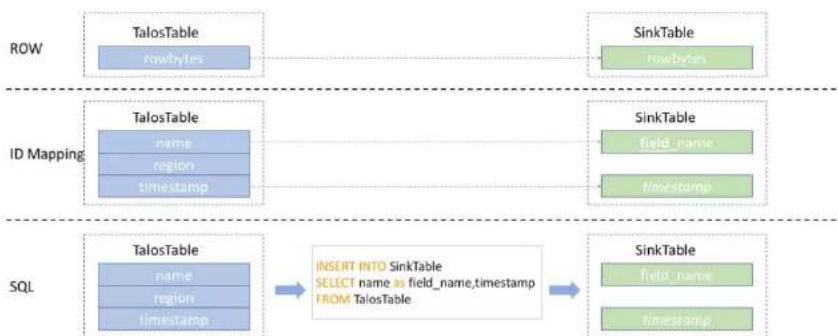 ROW
TalosTable
rowbytes
SinkTable
rowbytes
ID Mapping
TalosTable
name
region
timestamp
SinkTable
field_name
timestamp
SQL
TalosTable
name
region
timestamp
INSERT INTO SinkTable
SELECT name as field_name,timestamp
FROM TalosTable
SinkTable
field_name
timestamp